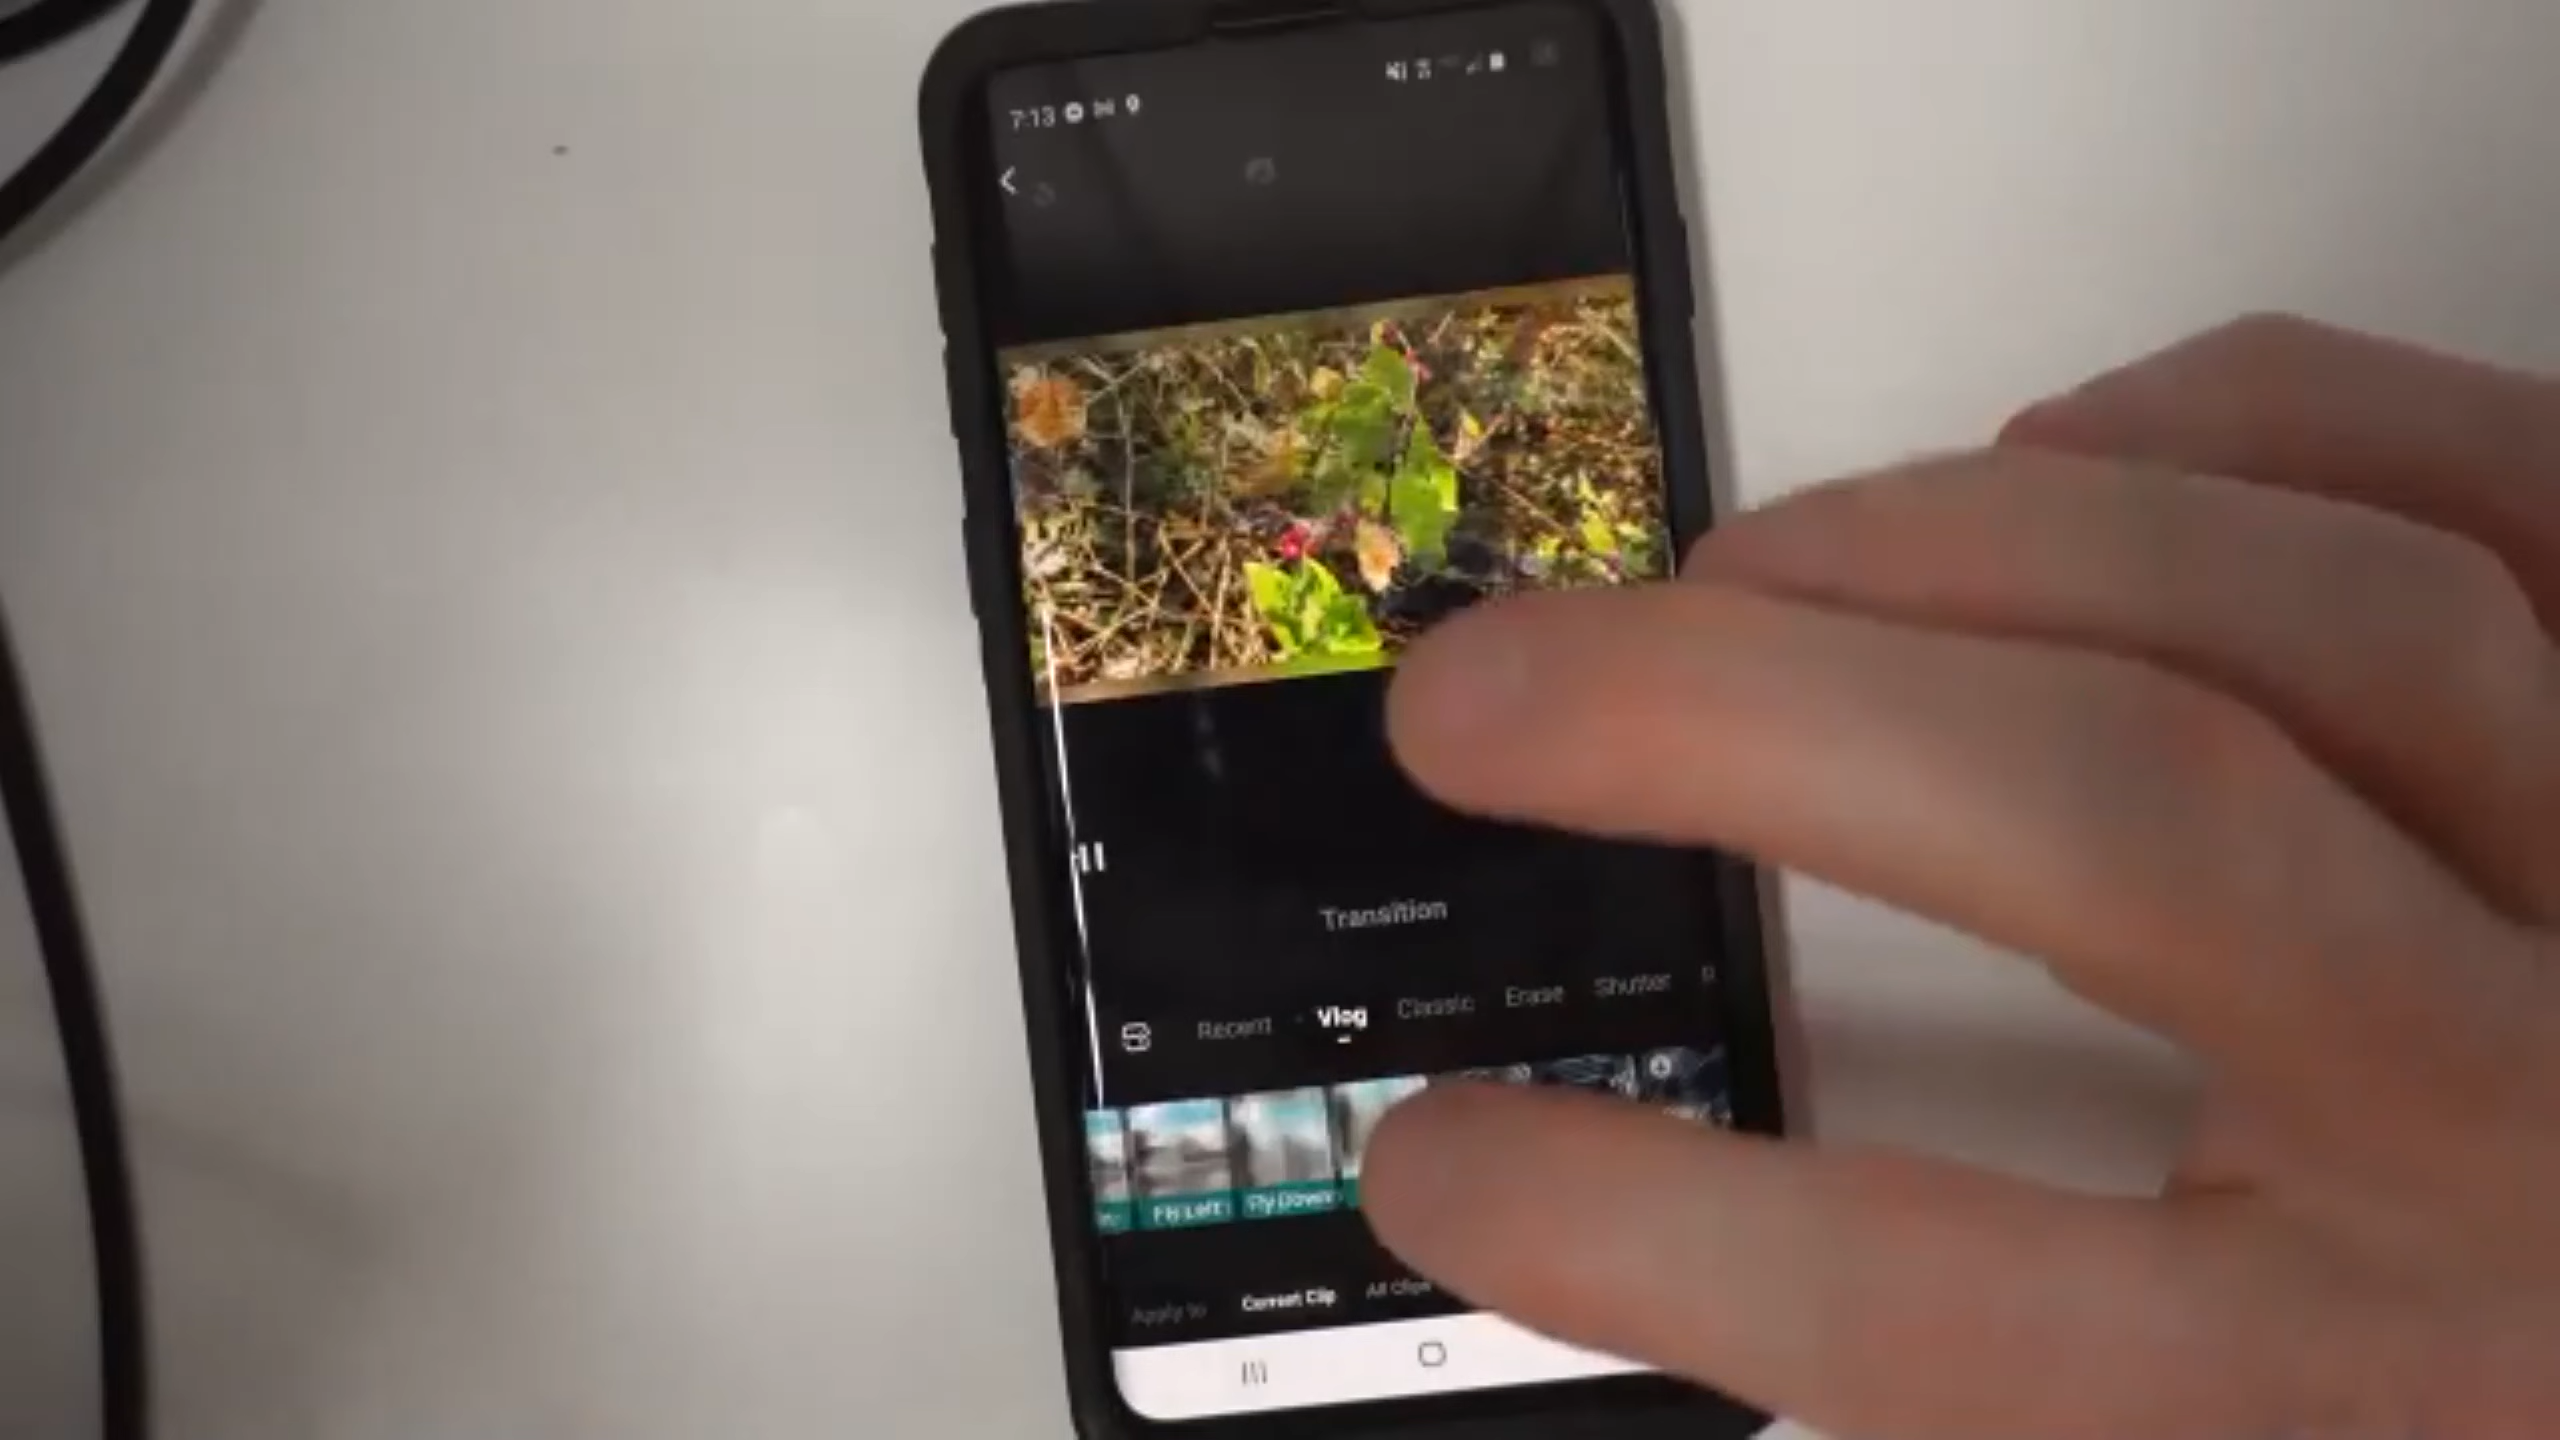 7:13
Transition
Recent Vlog Classic Erase Shutter
Fly Left Fly Down
Apply to Current Clip All Clips